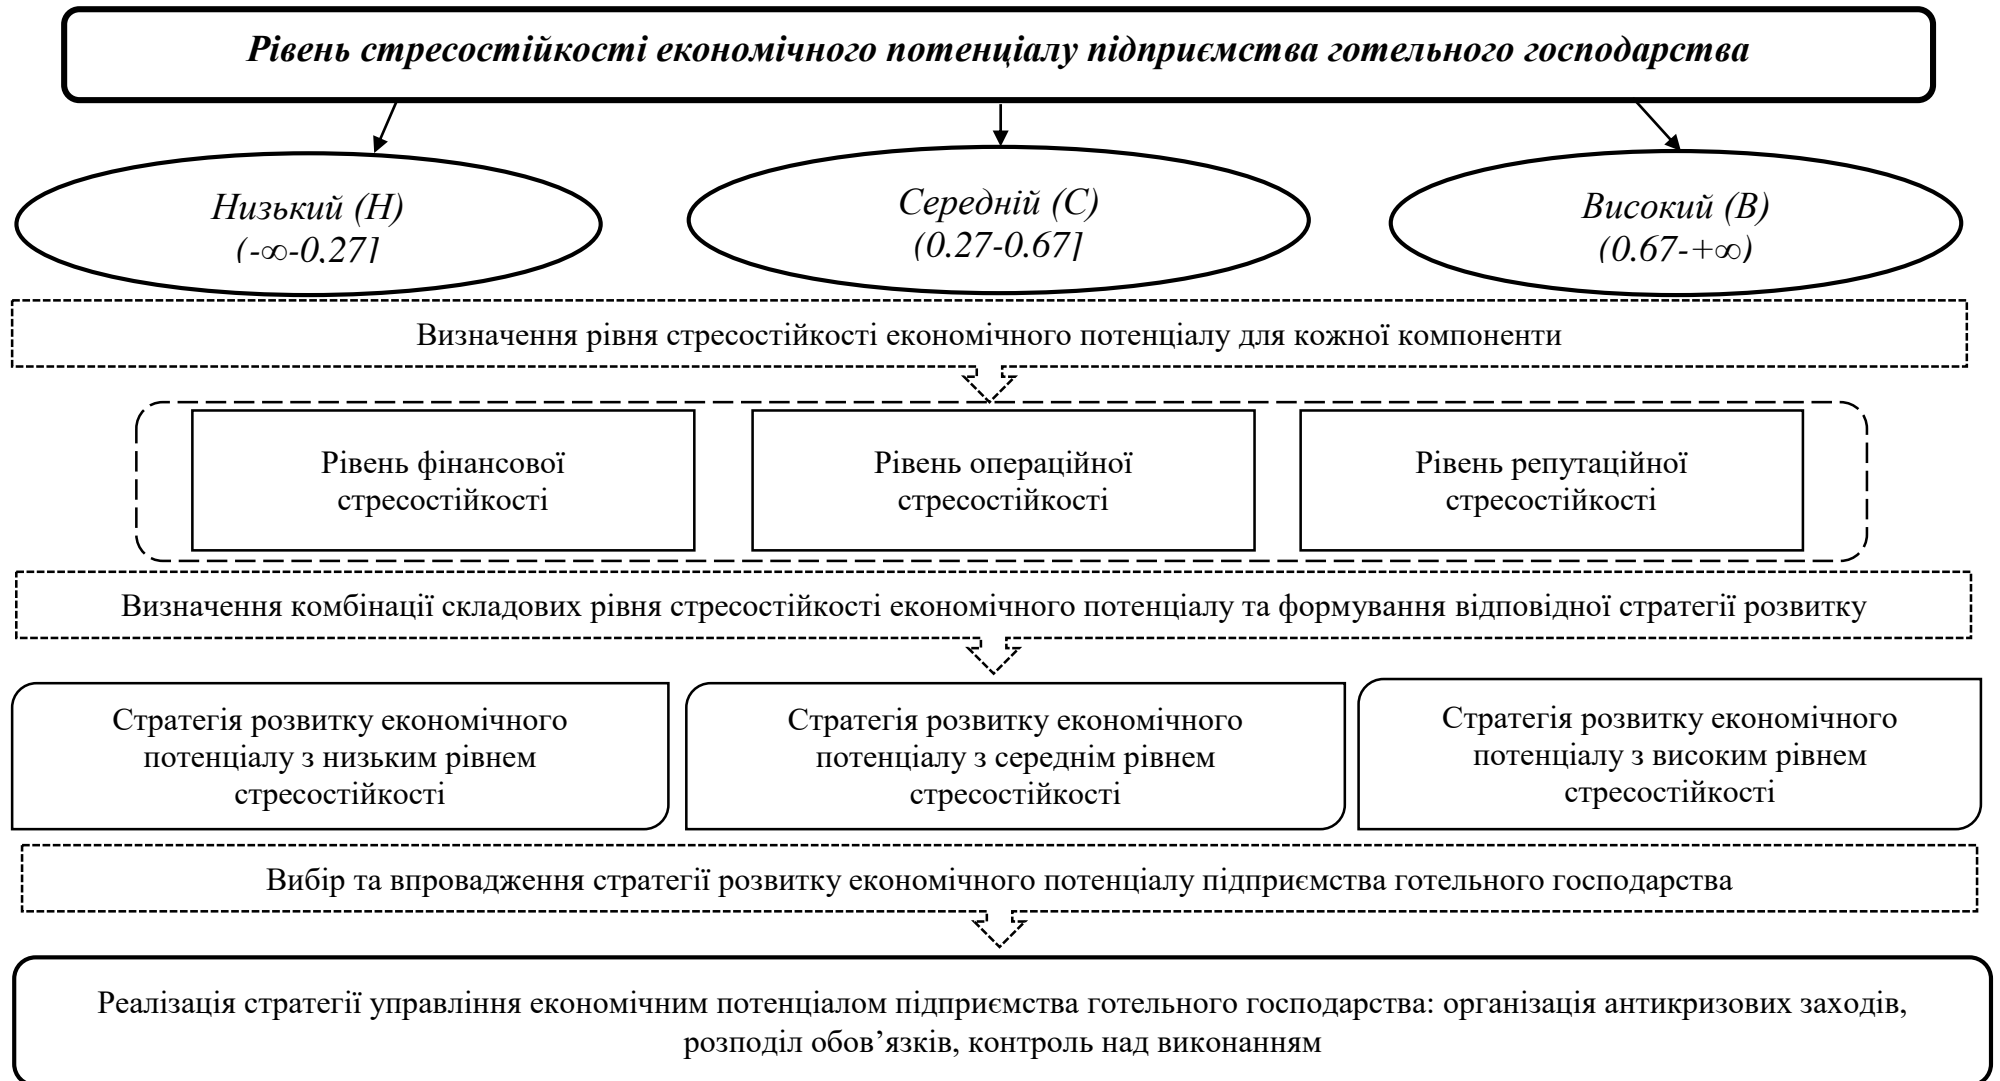 Рівень стресостійкості економічного потенціалу підприємства готельного господарства
Низький (Н)
(-∞-0,27]
Середній (С)
(0.27-0.67]
Високий (В)
(0.67-+∞)
Визначення рівня стресостійкості економічного потенціалу для кожної компоненти
Рівень фінансової
стресостійкості
Рівень операційної
стресостійкості
Рівень репутаційної
стресостійкості
Визначення комбінації складових рівня стресостійкості економічного потенціалу та формування відповідної стратегії розвитку
Стратегія розвитку економічного
потенціалу з низьким рівнем
стресостійкості
Стратегія розвитку економічного
потенціалу з середнім рівнем
стресостійкості
Стратегія розвитку економічного
потенціалу з високим рівнем
стресостійкості
Вибір та впровадження стратегії розвитку економічного потенціалу підприємства готельного господарства
Реалізація стратегії управління економічним потенціалом підприємства готельного господарства: організація антикризових заходів,
розподіл обов’язків, контроль над виконанням